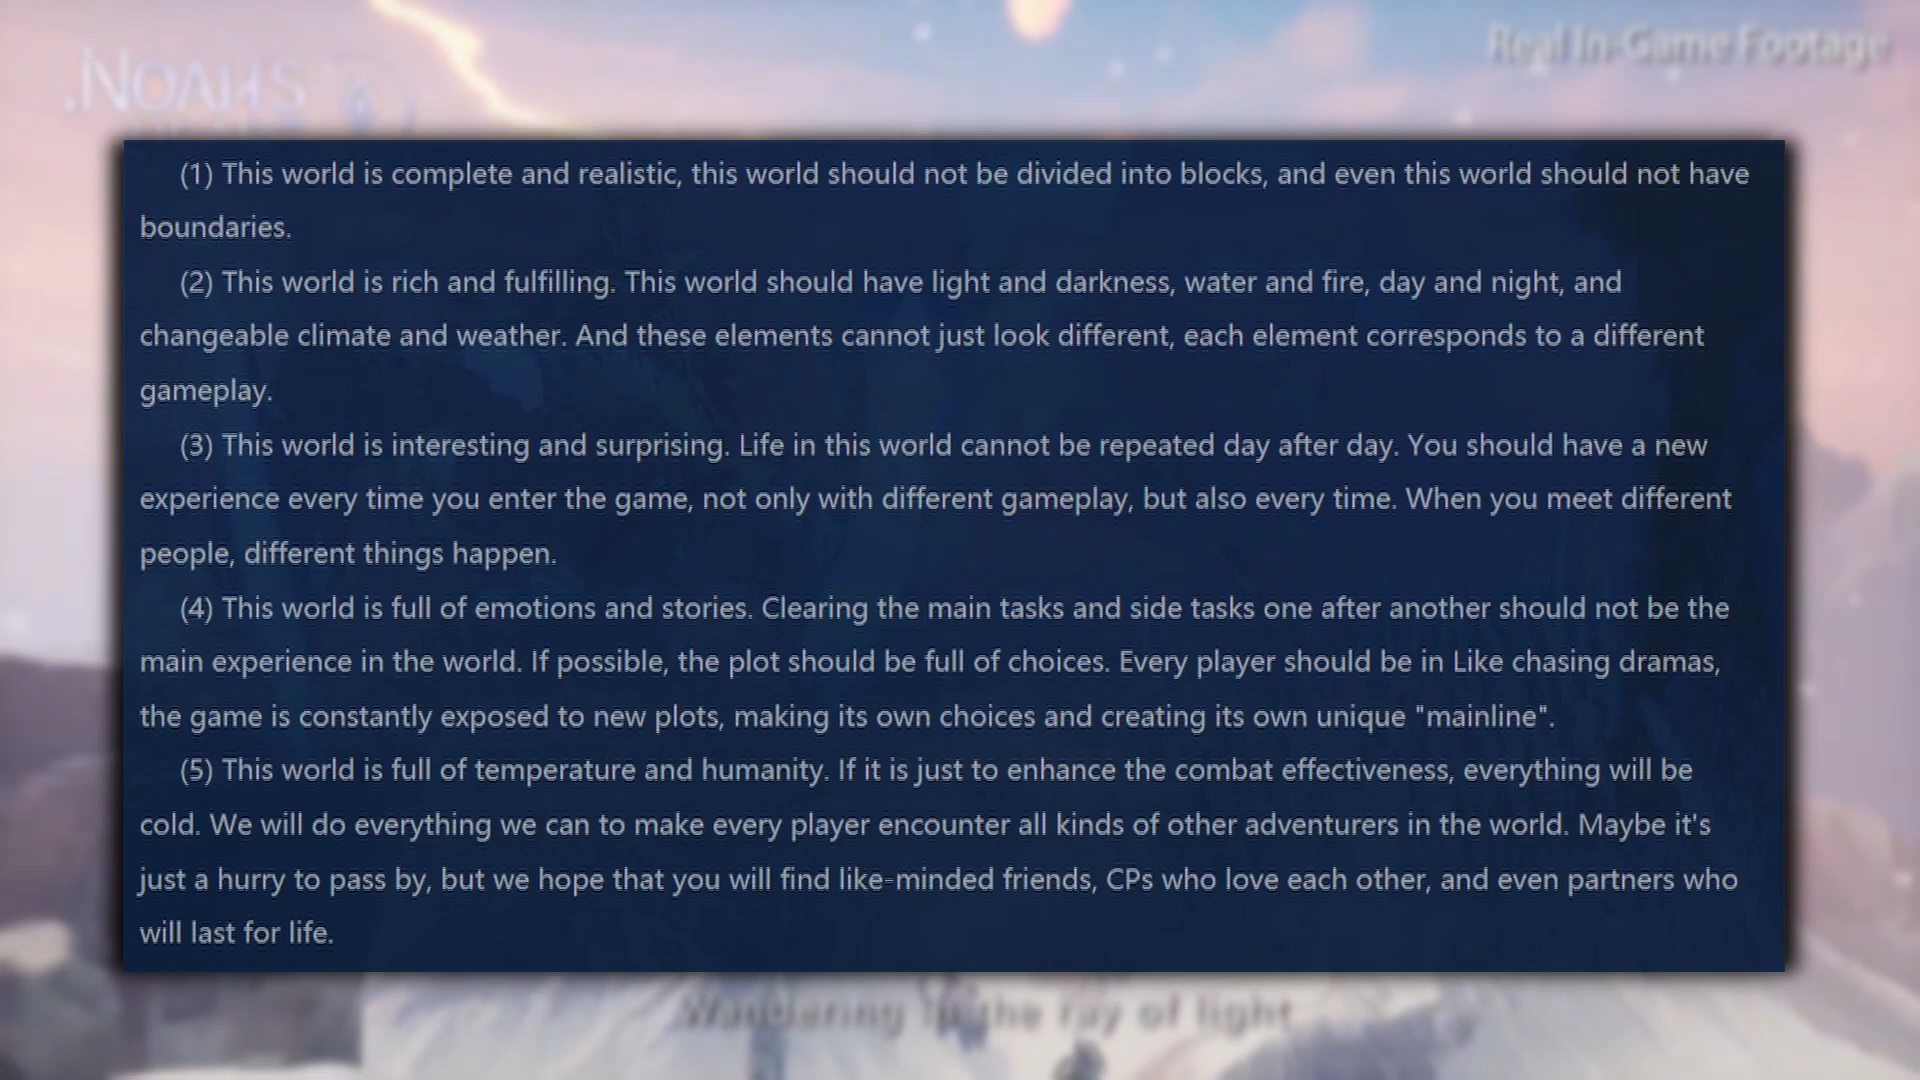 .NOAH'S
Real In-Game Footage
(1) This world is complete and realistic, this world should not be divided into blocks, and even this world should not have
boundaries.
(2) This world is rich and fulfilling. This world should have light and darkness, water and fire, day and night, and
changeable climate and weather. And these elements cannot just look different, each element corresponds to a different
gameplay.
(3) This world is interesting and surprising. Life in this world cannot be repeated day after day. You should have a new
experience every time you enter the game, not only with different gameplay, but also every time. When you meet different
people, different things happen.
(4) This world is full of emotions and stories. Clearing the main tasks and side tasks one after another should not be the
main experience in the world. If possible, the plot should be full of choices. Every player should be in Like chasing dramas,
the game is constantly exposed to new plots, making its own choices and creating its own unique "mainline".
(5) This world is full of temperature and humanity. If it is just to enhance the combat effectiveness, everything will be
cold. We will do everything we can to make every player encounter all kinds of other adventurers in the world. Maybe it's
just a hurry to pass by, but we hope that you will find like-minded friends, CPs who love each other, and even partners who
will last for life.
Wandering in the ray of light